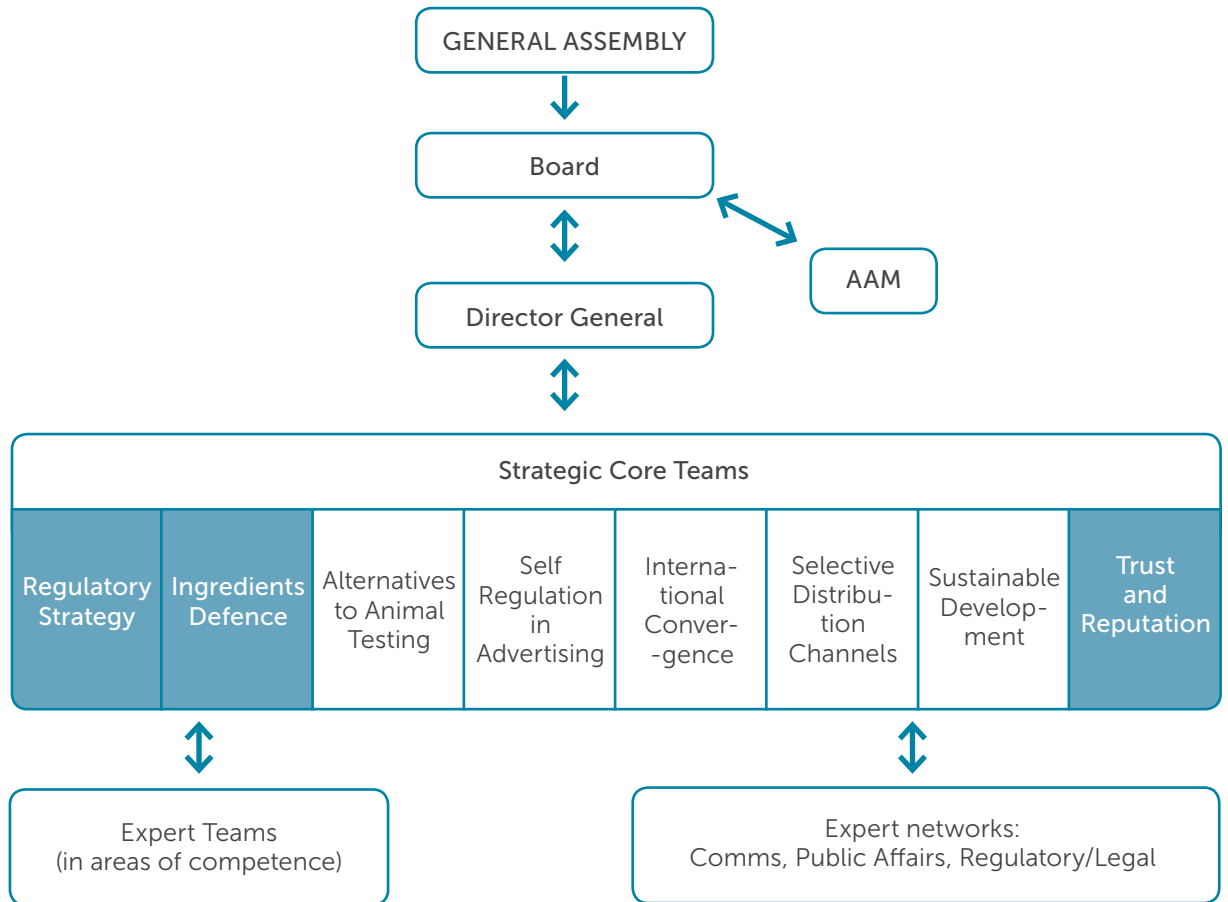 GENERAL ASSEMBLY
Board
AAM
Director General
Strategic Core Teams
Regulatory
Strategy
Ingredients
Defence
Alternatives
to Animal
Testing
Self
Regulation
in
Advertising
Interna-
tional
Conver-
-gence
Selective
Distribu-
tion
Channels
Sustainable
Develop-
ment
Trust
and
Reputation
Expert Teams
(in areas of competence)
Expert networks:
Comms, Public Affairs, Regulatory/Legal